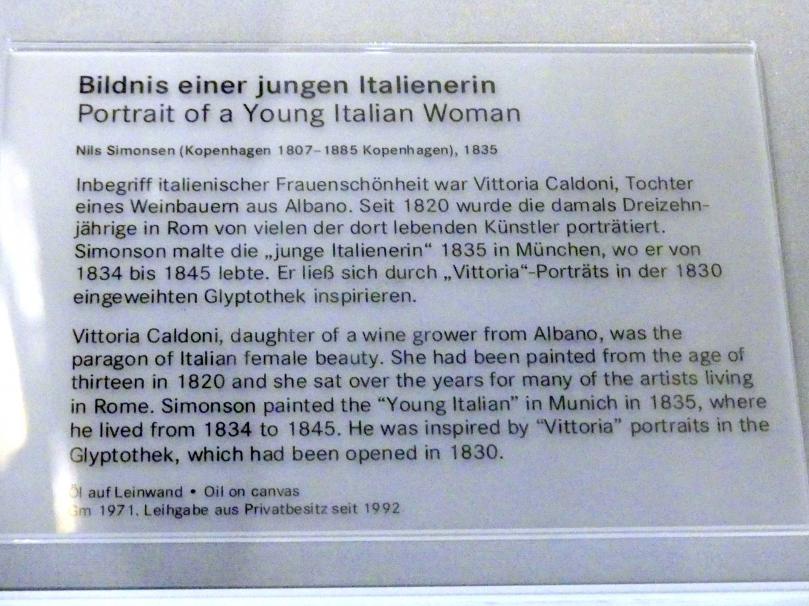 Bildnis einer jungen Italienerin
Portrait of a Young Italian Woman
Nils Simonsen (Kopenhagen 1807–1885 Kopenhagen), 1835
Inbegriff italienischer Frauenschönheit war Vittoria Caldoni, Tochter
eines Weinbauern aus Albano. Seit 1820 wurde die damals Dreizehn-
jährige in Rom von vielen der dort lebenden Künstler porträtiert.
Simonson malte die „junge Italienerin“ 1835 in München, wo er von
1834 bis 1845 lebte. Er ließ sich durch „Vittoria“-Porträts in der 1830
eingeweihten Glyptothek inspirieren.
Vittoria Caldoni, daughter of a wine grower from Albano, was the
paragon of Italian female beauty. She had been painted from the age of
thirteen in 1820 and she sat over the years for many of the artists living
in Rome. Simonson painted the “Young Italian” in Munich in 1835, where
he lived from 1834 to 1845. He was inspired by “Vittoria” portraits in the
Glyptothek, which had been opened in 1830.
Öl auf Leinwand • Oil on canvas
Gm 1971. Leihgabe aus Privatbesitz seit 1992